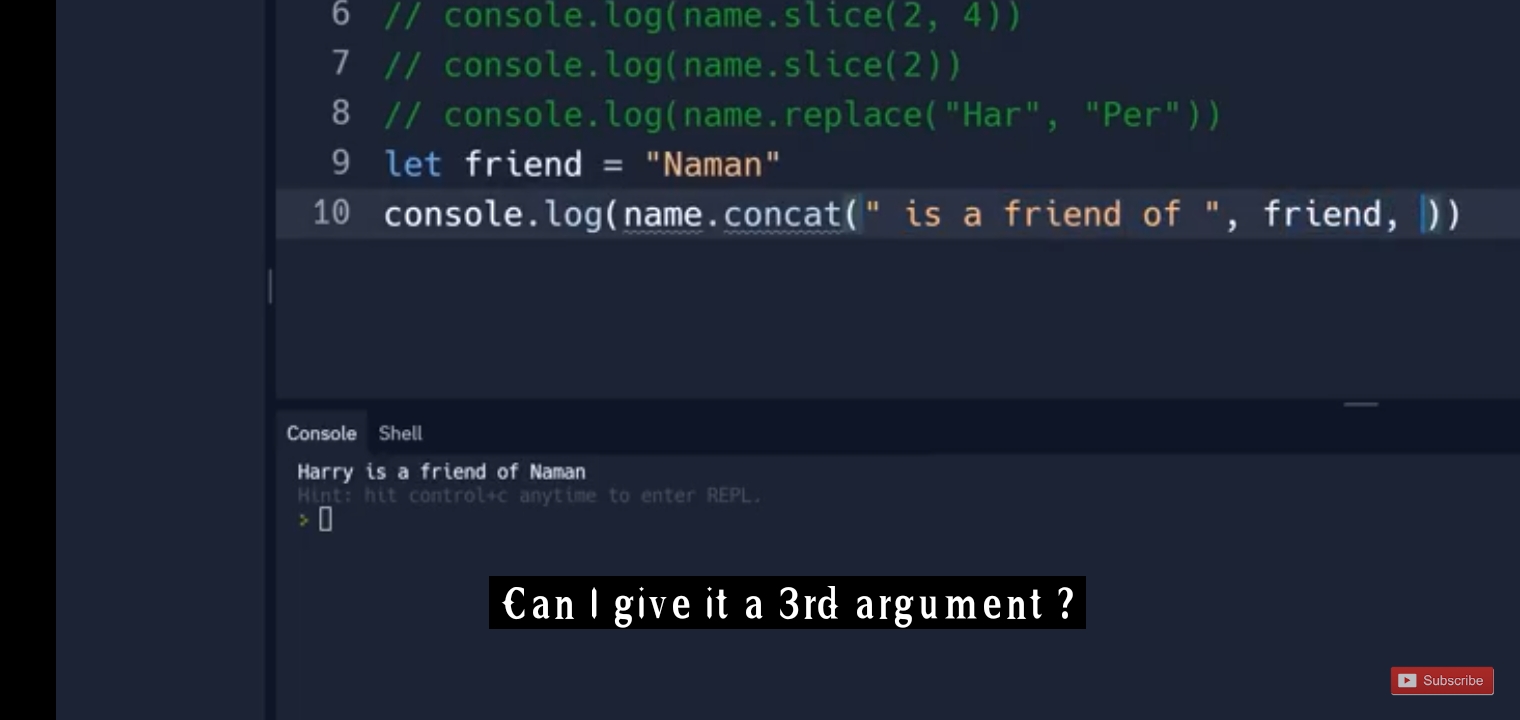 6 // console.log(name.slice(2, 4))
7 // console.log(name.slice(2))
8 // console.log(name.replace("Har", "Per"))
9 let friend = "Naman"
10 console.log(name.concat(" is a friend of ", friend, ))
Console Shell
Harry is a friend of Naman
Hint: hit control+c anytime to enter REPL.
>
Can I give it a 3rd argument ?
Subscribe